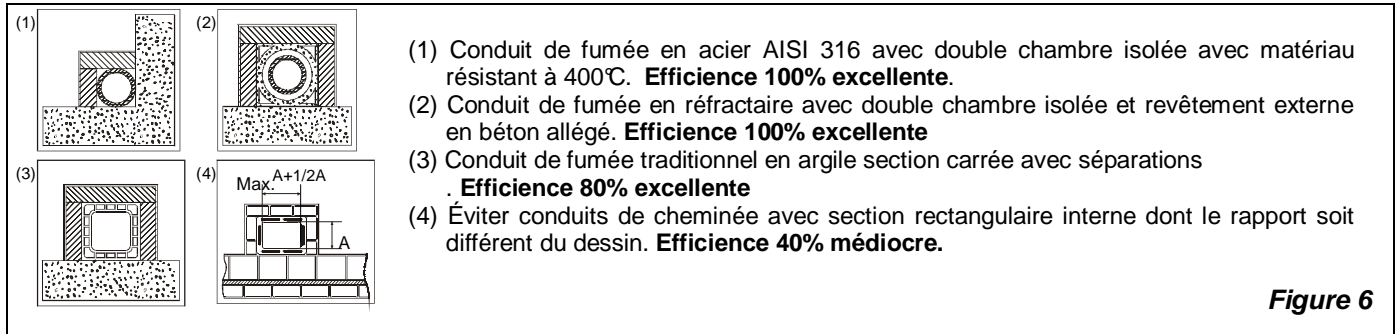 (1)
(2)
(3)
(4)
Max. A+1/2A
A
(1) Conduit de fumée en acier AISI 316 avec double chambre isolée avec matériau
résistant à 400°C. Efficience 100% excellente.
(2) Conduit de fumée en réfractaire avec double chambre isolée et revêtement externe
en béton allégé. Efficience 100% excellente
(3) Conduit de fumée traditionnel en argile section carrée avec séparations
. Efficience 80% excellente
(4) Éviter conduits de cheminée avec section rectangulaire interne dont le rapport soit
différent du dessin. Efficience 40% médiocre.
Figure 6